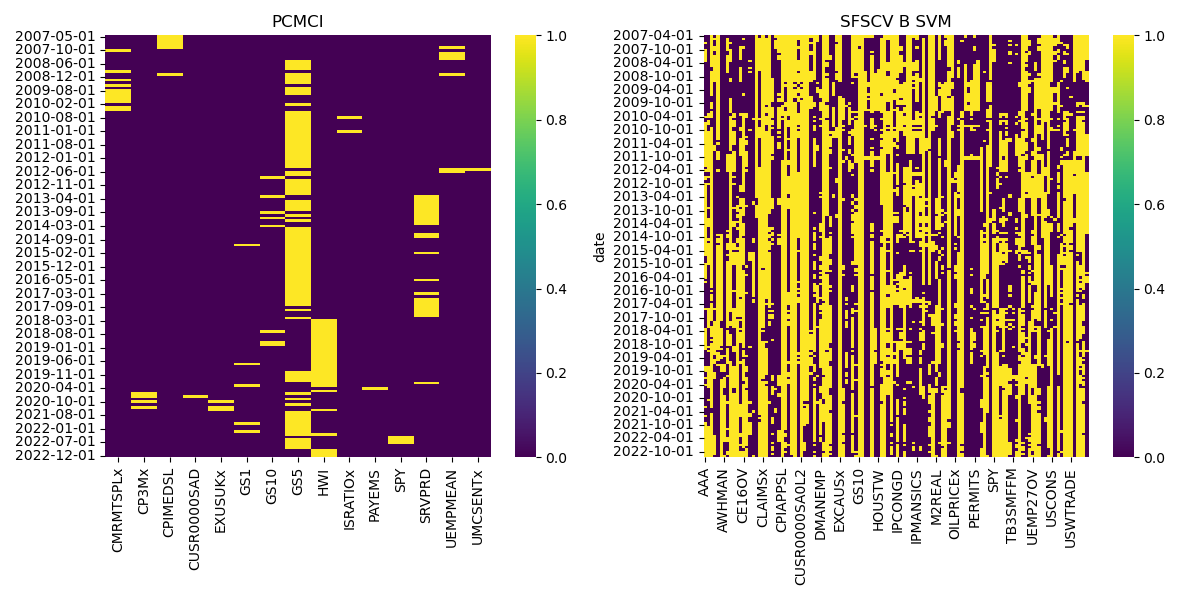 PCMCI
2007-05-01
2007-10-01
2008-06-01
2008-12-01
2009-08-01
2010-02-01
2010-08-01
2011-01-01
2011-08-01
2012-01-01
2012-06-01
2012-11-01
2013-04-01
2013-09-01
2014-03-01
2014-09-01
2015-02-01
2015-12-01
2016-05-01
2017-03-01
2017-09-01
2018-03-01
2018-08-01
2019-01-01
2019-06-01
2019-11-01
2020-04-01
2020-10-01
2021-08-01
2022-01-01
2022-07-01
2022-12-01
CMRMTSPLx
CP3Mx
CPIMEDSL
CUSR0000SAD
EXUSUKx
GS1
GS10
GS5
HWI
ISRATIOx
PAYEMS
SPY
SRVPRD
UEMPMEAN
UMCSENTx
1.0
0.8
0.6
0.4
0.2
0.0
SFSCV B SVM
date
2007-04-01
2007-10-01
2008-04-01
2008-10-01
2009-04-01
2009-10-01
2010-04-01
2010-10-01
2011-04-01
2011-10-01
2012-04-01
2012-10-01
2013-04-01
2013-10-01
2014-04-01
2014-10-01
2015-04-01
2015-10-01
2016-04-01
2016-10-01
2017-04-01
2017-10-01
2018-04-01
2018-10-01
2019-04-01
2019-10-01
2020-04-01
2020-10-01
2021-04-01
2021-10-01
2022-04-01
2022-10-01
AAA
AWHMAN
CE16OV
CLAIMSx
CPIAPPSL
CUSR0000SA0L2
DMANEMP
EXCAUSx
GS10
HOUSTW
IPCONGD
IPMANSICS
M2REAL
OILPRICEx
PERMITS
SPY
TB3SMFFM
UEMP27OV
USCONS
USWTRADE
1.0
0.8
0.6
0.4
0.2
0.0